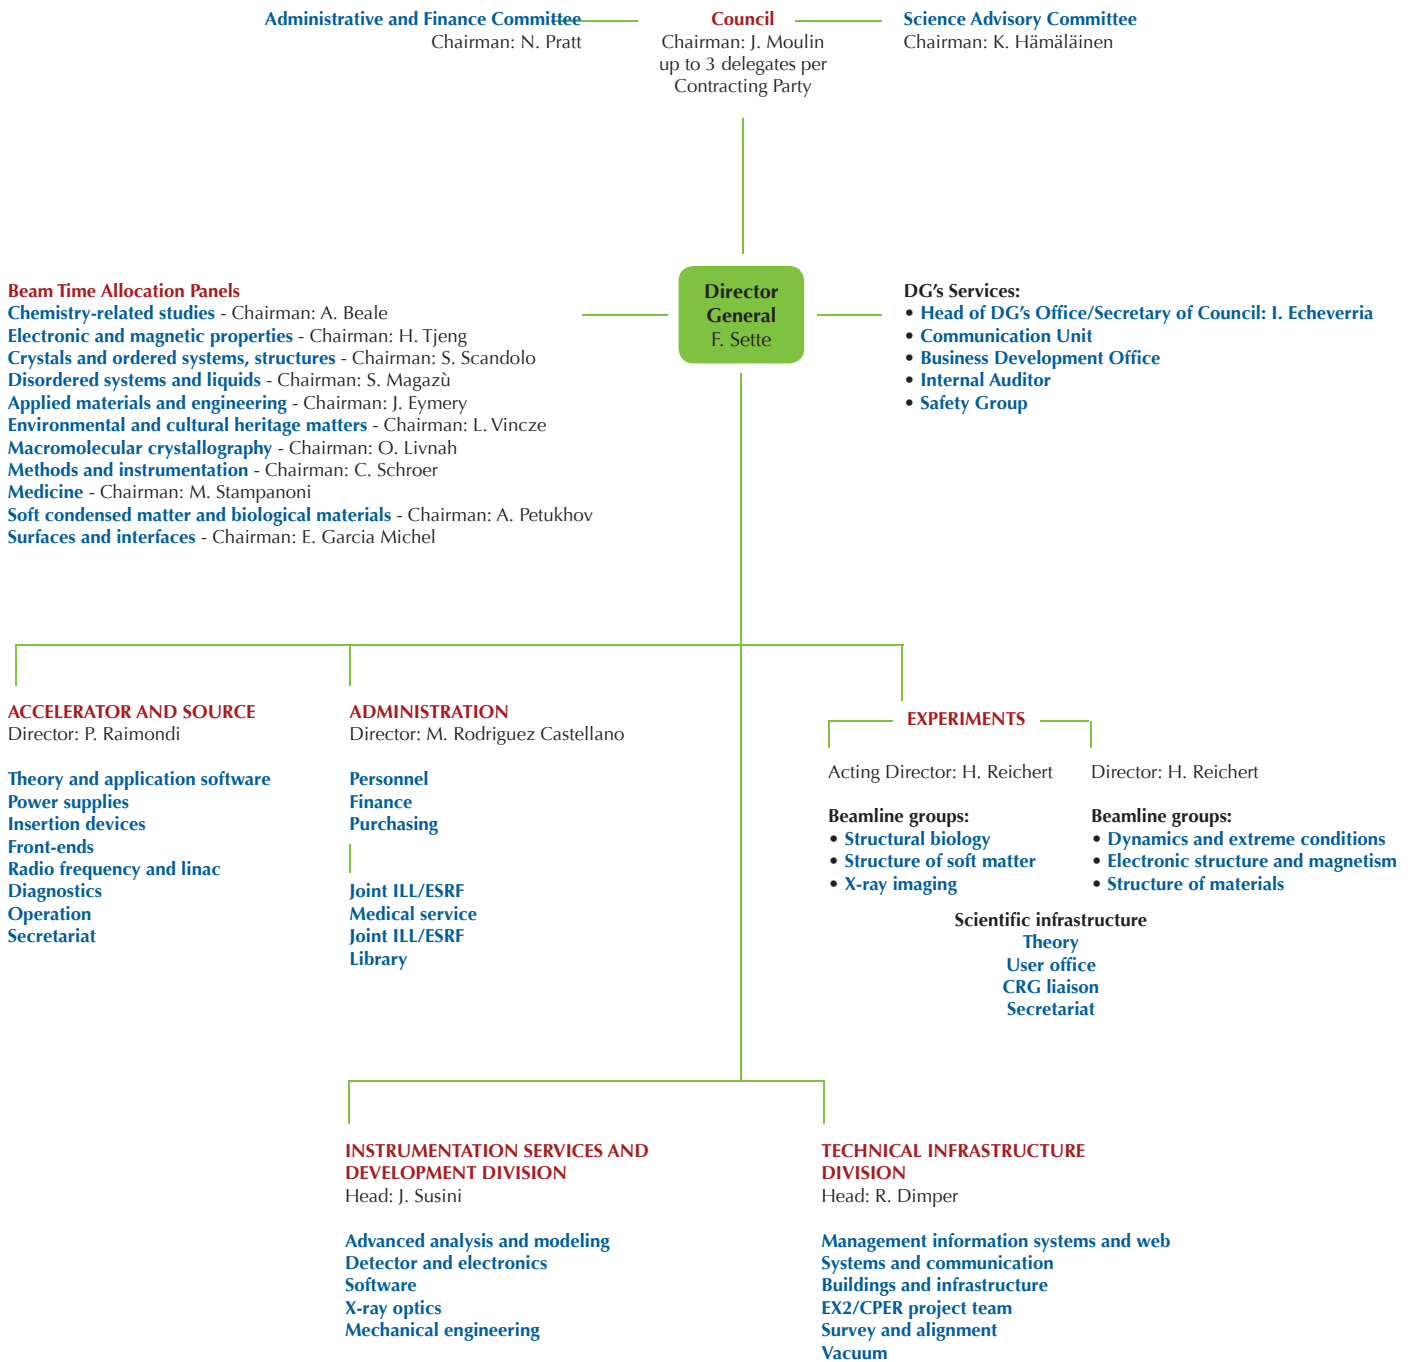 Administrative and Finance Committee
Chairman: N. Pratt
Council
Chairman: J. Moulin
up to 3 delegates per
Contracting Party
Science Advisory Committee
Chairman: K. Hämäläinen
Beam Time Allocation Panels
Chemistry-related studies - Chairman: A. Beale
Electronic and magnetic properties - Chairman: H. Tjeng
Crystals and ordered systems, structures - Chairman: S. Scandolo
Disordered systems and liquids - Chairman: S. Magazù
Applied materials and engineering - Chairman: J. Eymery
Environmental and cultural heritage matters - Chairman: L. Vincze
Macromolecular crystallography - Chairman: O. Livnah
Methods and instrumentation - Chairman: C. Schroer
Medicine - Chairman: M. Stampanoni
Soft condensed matter and biological materials - Chairman: A. Petukhov
Surfaces and interfaces - Chairman: E. Garcia Michel
Director
General
F. Sette
DG's Services:
• Head of DG's Office/Secretary of Council: I. Echeverria
• Communication Unit
• Business Development Office
• Internal Auditor
• Safety Group
ACCELERATOR AND SOURCE
Director: P. Raimondi
Theory and application software
Power supplies
Insertion devices
Front-ends
Radio frequency and linac
Diagnostics
Operation
Secretariat
ADMINISTRATION
Director: M. Rodriguez Castellano
Personnel
Finance
Purchasing
Joint ILL/ESRF
Medical service
Joint ILL/ESRF
Library
EXPERIMENTS
Acting Director: H. Reichert
Beamline groups:
• Structural biology
• Structure of soft matter
• X-ray imaging
Director: H. Reichert
Beamline groups:
• Dynamics and extreme conditions
• Electronic structure and magnetism
• Structure of materials
Scientific infrastructure
Theory
User office
CRG liaison
Secretariat
INSTRUMENTATION SERVICES AND
DEVELOPMENT DIVISION
Head: J. Susini
Advanced analysis and modeling
Detector and electronics
Software
X-ray optics
Mechanical engineering
TECHNICAL INFRASTRUCTURE
DIVISION
Head: R. Dimper
Management information systems and web
Systems and communication
Buildings and infrastructure
EX2/CPER project team
Survey and alignment
Vacuum